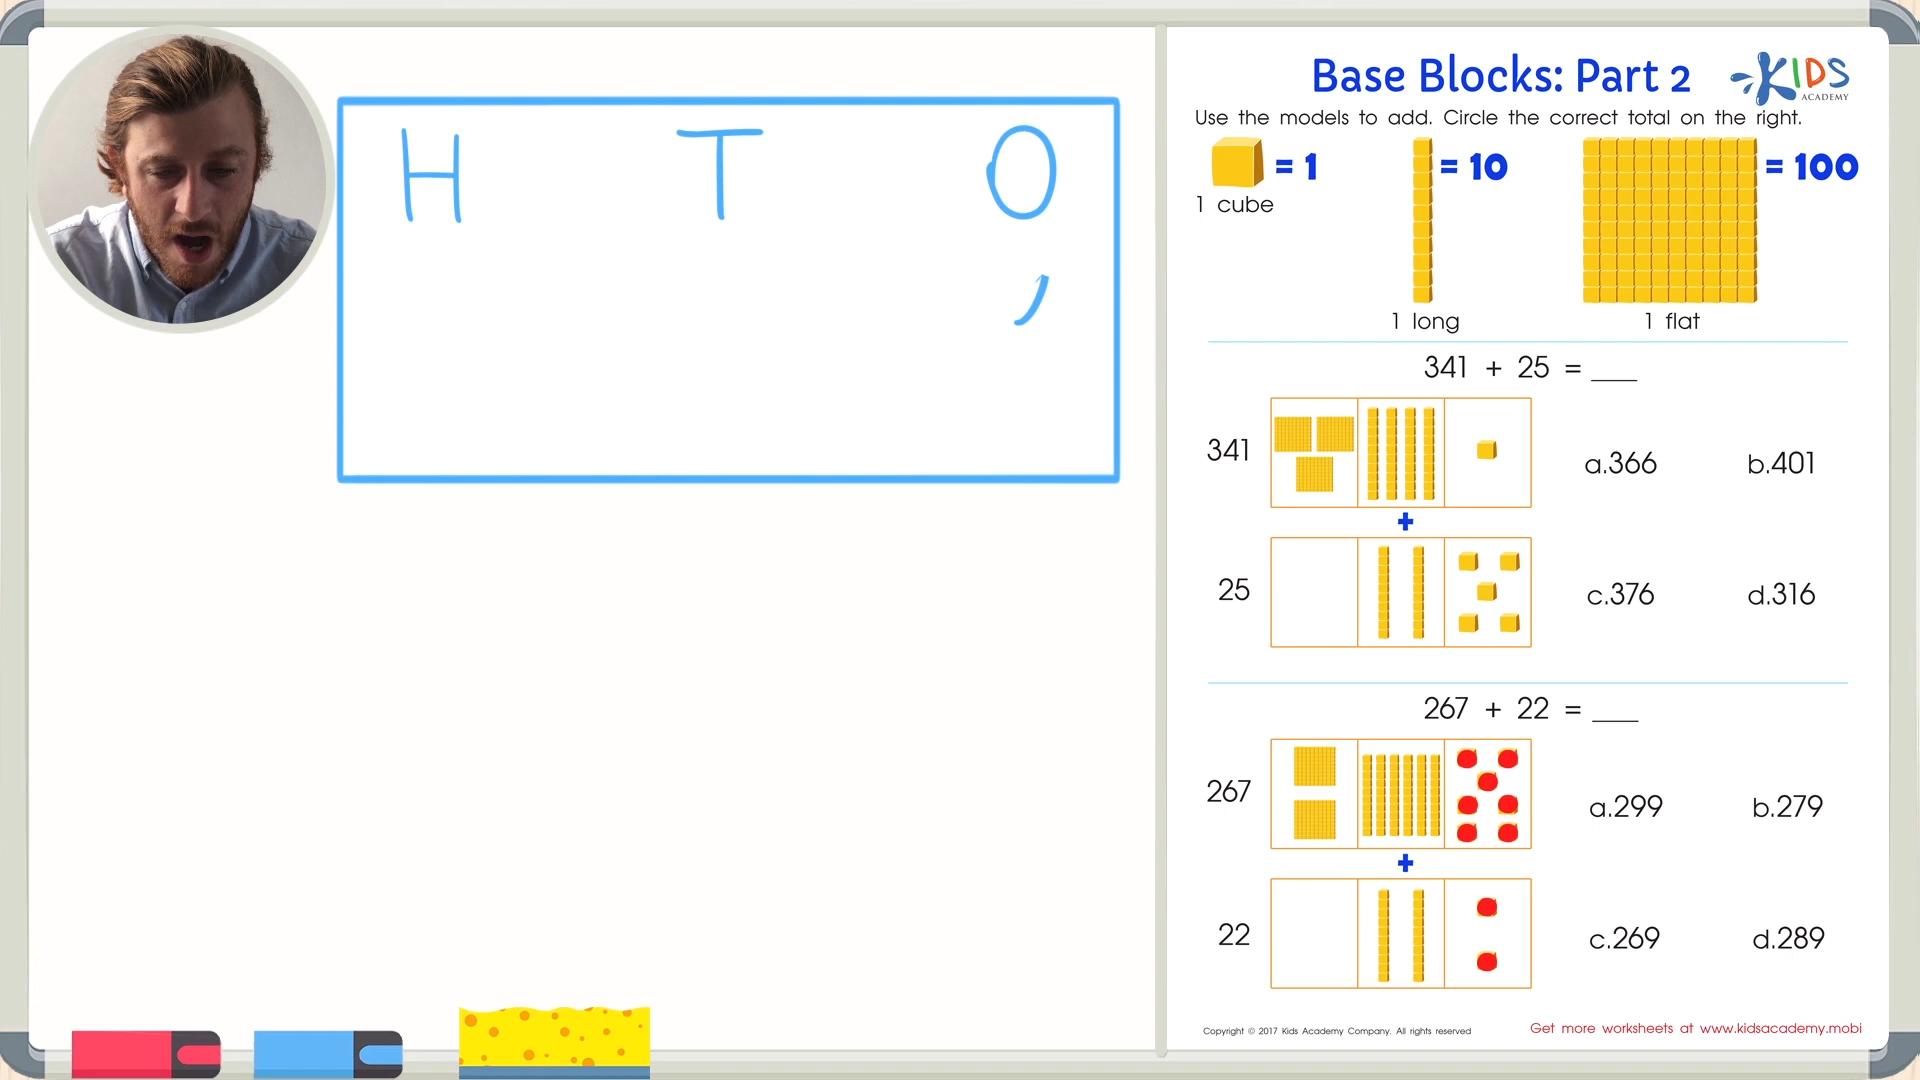 H T O
Base Blocks: Part 2
KIDS
ACADEMY
Use the models to add. Circle the correct total on the right.
= 1
= 10
= 100
1 cube
1 long
1 flat
341 + 25 = ___
341
a.366
b.401
+
25
c.376
d.316
267 + 22 = ___
267
a.299
b.279
+
22
c.269
d.289
Copyright © 2017 Kids Academy Company. All rights reserved
Get more worksheets at www.kidsacademy.mobi